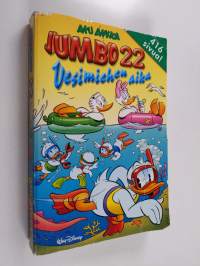 AKU ANKKA
JUMBO 22
416
sivua!
Vesimiehen aika
Walt Disney